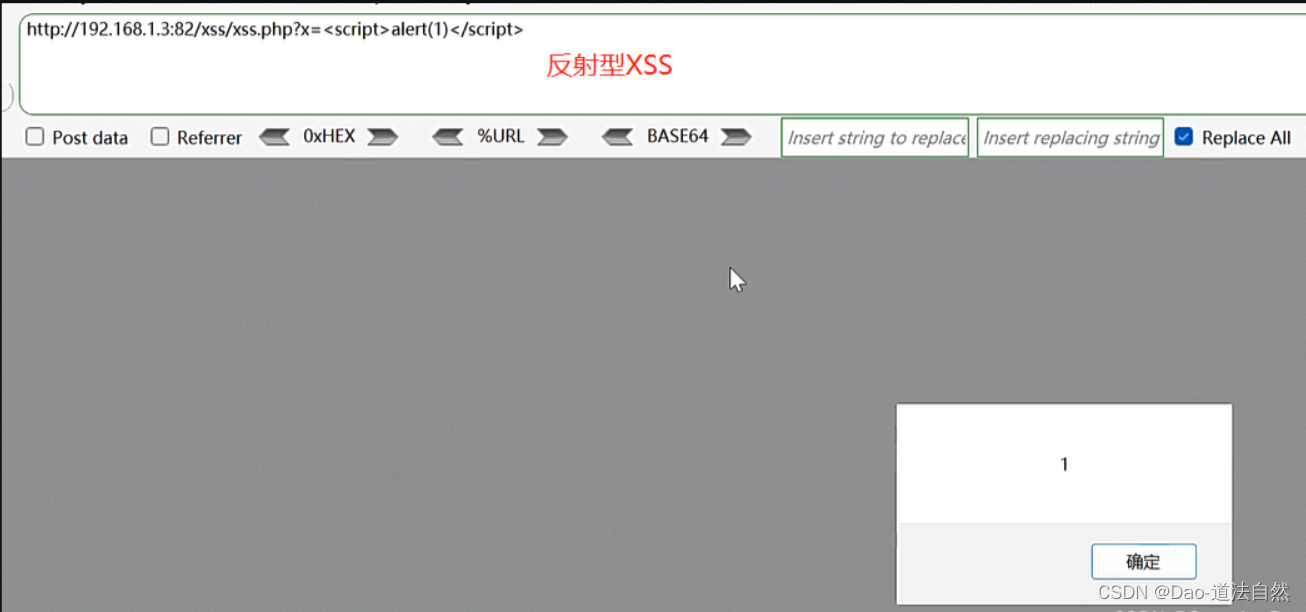 http://192.168.1.3:82/xss/xss.php?x=<script>alert(1)</script>
反射型XSS
Post data Referrer 0xHEX %URL BASE64 Insert string to replace Insert replacing string Replace All
1
确定
CSDN @Dao-道法自然